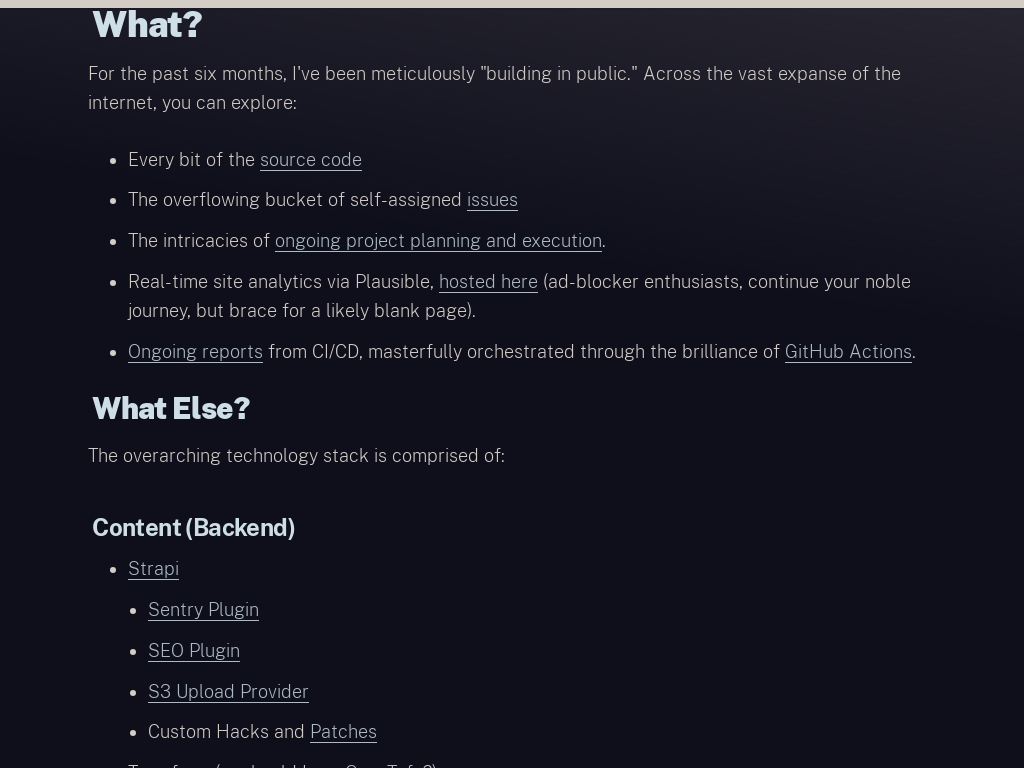 What?
For the past six months, I've been meticulously "building in public." Across the vast expanse of the
internet, you can explore:
Every bit of the source code
The overflowing bucket of self-assigned issues
The intricacies of ongoing project planning and execution.
Real-time site analytics via Plausible, hosted here (ad-blocker enthusiasts, continue your noble
journey, but brace for a likely blank page).
Ongoing reports from CI/CD, masterfully orchestrated through the brilliance of GitHub Actions.
What Else?
The overarching technology stack is comprised of:
Content (Backend)
Strapi
Sentry Plugin
SEO Plugin
S3 Upload Provider
Custom Hacks and Patches